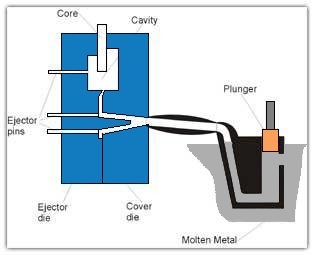 Core
Cavity
Plunger
Ejector
pins
Ejector
die
Cover
die
Molten Metal